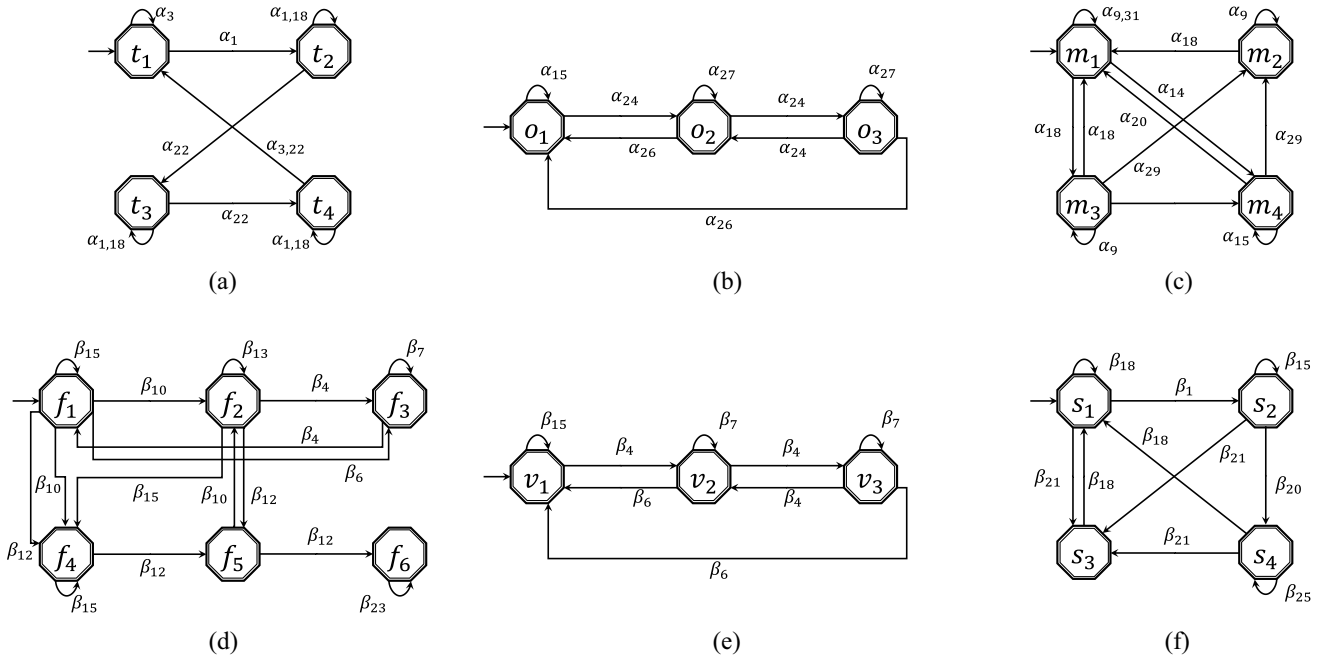 α₃ α₁,₁₈ α₉,₃₁ α₉
t₁ α₁ t₂ m₁ α₁₈ m₂
α₁₅ α₂₇ α₂₇
α₂₄ α₂₄ α₁₄
o₁ o₂ o₃ α₁₈ α₁₈ α₂₀
α₂₂ α₃,₂₂ α₂₆ α₂₄ α₂₉ α₂₉
t₃ α₂₂ t₄ α₂₆ m₃ m₄
α₁,₁₈ α₁,₁₈ α₉ α₁₅
(a) (b) (c)
β₁₅ β₁₃ β₇ β₁₈ β₁₅
f₁ β₁₀ f₂ β₄ f₃ s₁ β₁ s₂
β₄ β₁₅ β₇ β₇
β₆ β₄ β₄ β₁₈
β₁₀ β₁₅ β₁₀ β₁₂ v₁ v₂ v₃ β₂₁ β₁₈ β₂₁ β₂₀
β₆ β₄
β₁₂ f₄ β₁₂ f₅ β₁₂ f₆ β₆ s₃ β₂₁ s₄
β₁₅ β₂₃ β₂₅
(d) (e) (f)